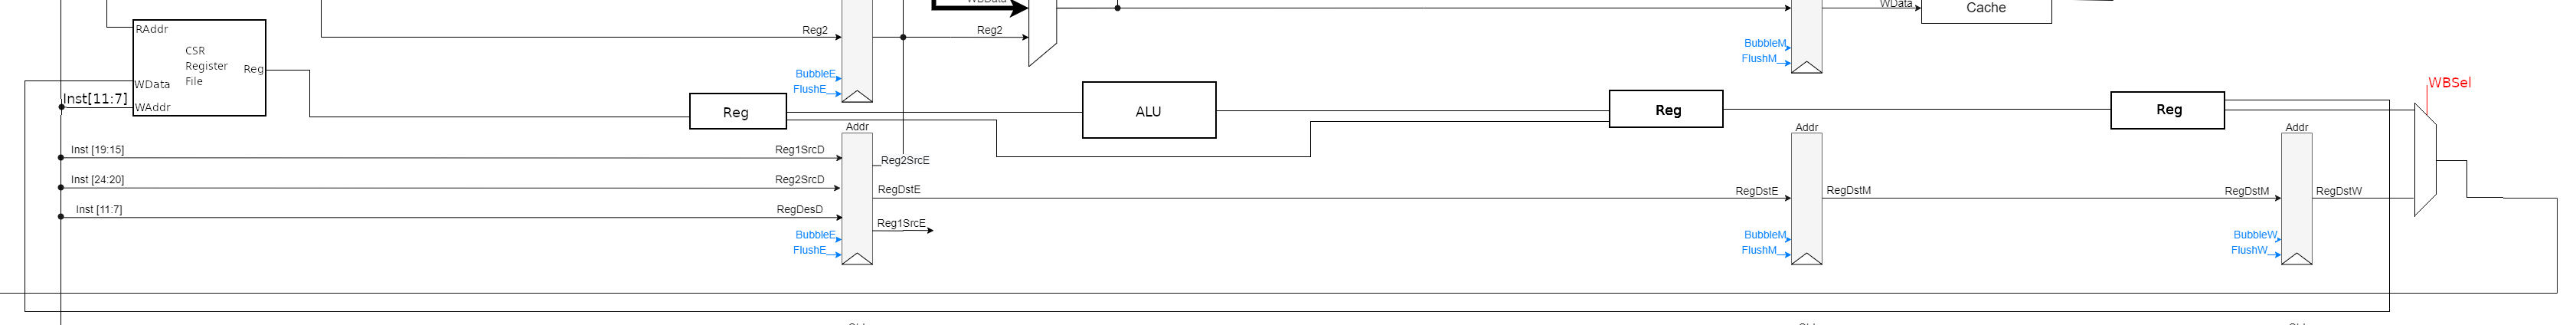 WBData
WData
Cache
RAddr
Reg2
Reg2
CSR
Register
File
Reg
BubbleM
FlushM
BubbleE
FlushE
WData
WAddr
Inst[11:7]
WBSel
Reg
ALU
Reg
Reg
Addr
Addr
Addr
Inst [19:15]
Reg1SrcD
Reg2SrcE
Inst [24:20]
Reg2SrcD
RegDstE
RegDstE
RegDstM
RegDstM
RegDstW
Inst [11:7]
RegDesD
Reg1SrcE
BubbleE
FlushE
BubbleM
FlushM
BubbleW
FlushW